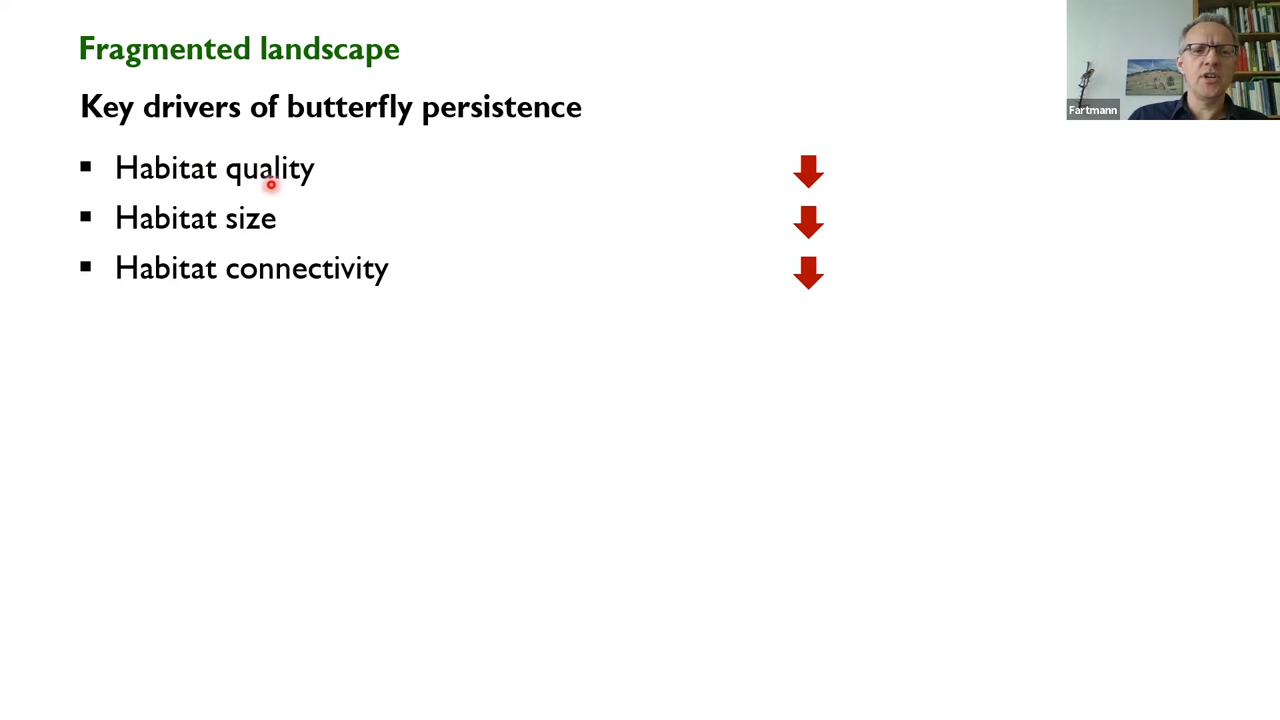 Fragmented landscape
Key drivers of butterfly persistence
Habitat quality
Habitat size
Habitat connectivity
Fartmann